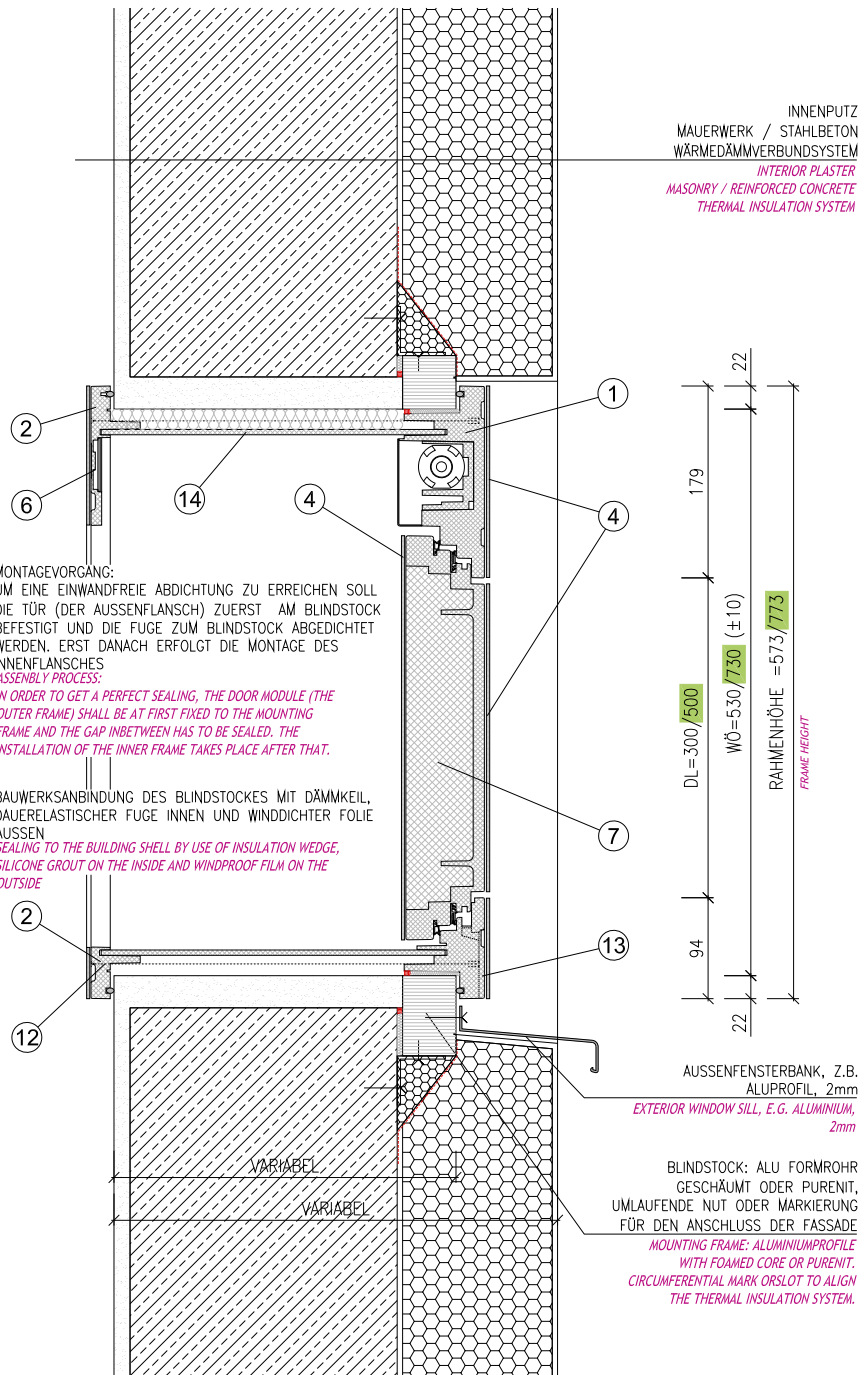 INNENPUTZ
MAUERWERK / STAHLBETON
WÄRMEDÄMMVERBUNDSYSTEM
INTERIOR PLASTER
MASONRY / REINFORCED CONCRETE
THERMAL INSULATION SYSTEM
22
1
2
179
6
14
4
4
MONTAGEVORGANG:
UM EINE EINWANDFREIE ABDICHTUNG ZU ERREICHEN SOLL
DIE TÜR (DER AUSSENFLANSCH) ZUERST AM BLINDSTOCK
BEFESTIGT UND DIE FUGE ZUM BLINDSTOCK ABGEDICHTET
WERDEN. ERST DANACH ERFOLGT DIE MONTAGE DES
INNENFLANSCHES
ASSENBLY PROCESS:
IN ORDER TO GET A PERFECT SEALING, THE DOOR MODULE (THE
OUTER FRAME) SHALL BE AT FIRST FIXED TO THE MOUNTING
FRAME AND THE GAP INBETWEEN HAS TO BE SEALED. THE
INSTALLATION OF THE INNER FRAME TAKES PLACE AFTER THAT.
DL=300/500
WÖ=530/730 (±10)
RAHMENHÖHE =573/773
FRAME HEIGHT
BAUWERKSANBINDUNG DES BLINDSTOCKES MIT DÄMMKEIL,
DAUERELASTISCHER FUGE INNEN UND WINDDICHTER FOLIE
AUSSEN
SEALING TO THE BUILDING SHELL BY USE OF INSULATION WEDGE,
SILICONE GROUT ON THE INSIDE AND WINDPROOF FILM ON THE
OUTSIDE
7
2
13
94
12
22
AUSSENFENSTERBANK, Z.B.
ALUPROFIL, 2mm
EXTERIOR WINDOW SILL, E.G. ALUMINIUM,
2mm
VARIABEL
VARIABEL
BLINDSTOCK: ALU FORMROHR
GESCHÄUMT ODER PURENIT,
UMLAUFENDE NUT ODER MARKIERUNG
FÜR DEN ANSCHLUSS DER FASSADE
MOUNTING FRAME: ALUMINIUMPROFILE
WITH FOAMED CORE OR PURENIT.
CIRCUMFERENTIAL MARK ORSLOT TO ALIGN
THE THERMAL INSULATION SYSTEM.